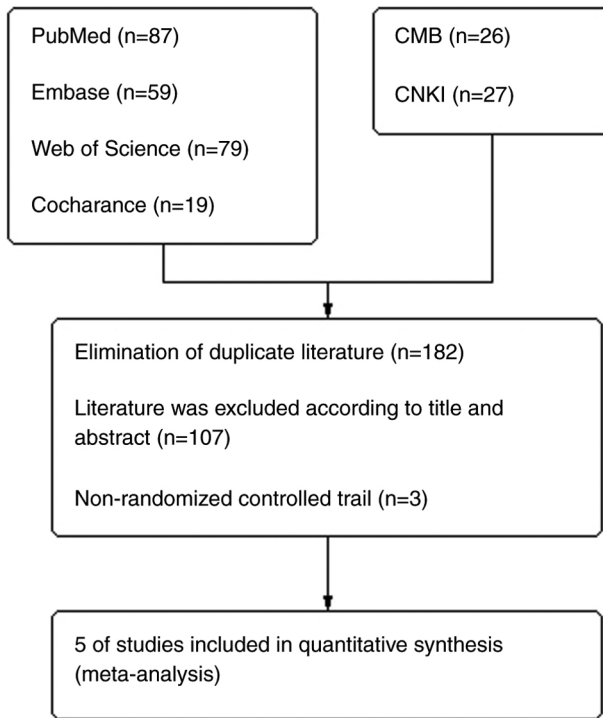 PubMed (n=87)
Embase (n=59)
Web of Science (n=79)
Cocharance (n=19)
CMB (n=26)
CNKI (n=27)
Elimination of duplicate literature (n=182)
Literature was excluded according to title and
abstract (n=107)
Non-randomized controlled trail (n=3)
5 of studies included in quantitative synthesis
(meta-analysis)